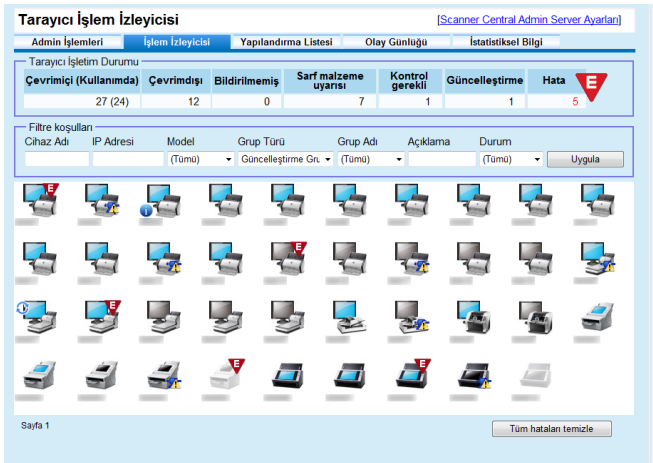 Tarayıcı İşlem İzleyicisi
[Scanner Central Admin Server Ayarları]
Admin İşlemleri İşlem İzleyicisi Yapılandırma Listesi Olay Günlüğü İstatistiksel Bilgi
Tarayıcı İşletim Durumu
Çevrimiçi (Kullanımda) Çevrimdışı Bildirilmemiş Sarf malzeme uyarısı Kontrol gerekli Güncelleştirme Hata E
27 (24) 12 0 7 1 1 5
Filtre koşulları
Cihaz Adı IP Adresi Model Grup Türü Grup Adı Açıklama Durum
(Tümü) Güncelleştirme Gru (Tümü) (Tümü) Uygula
E
i
E
E
E E
Sayfa 1 Tüm hataları temizle